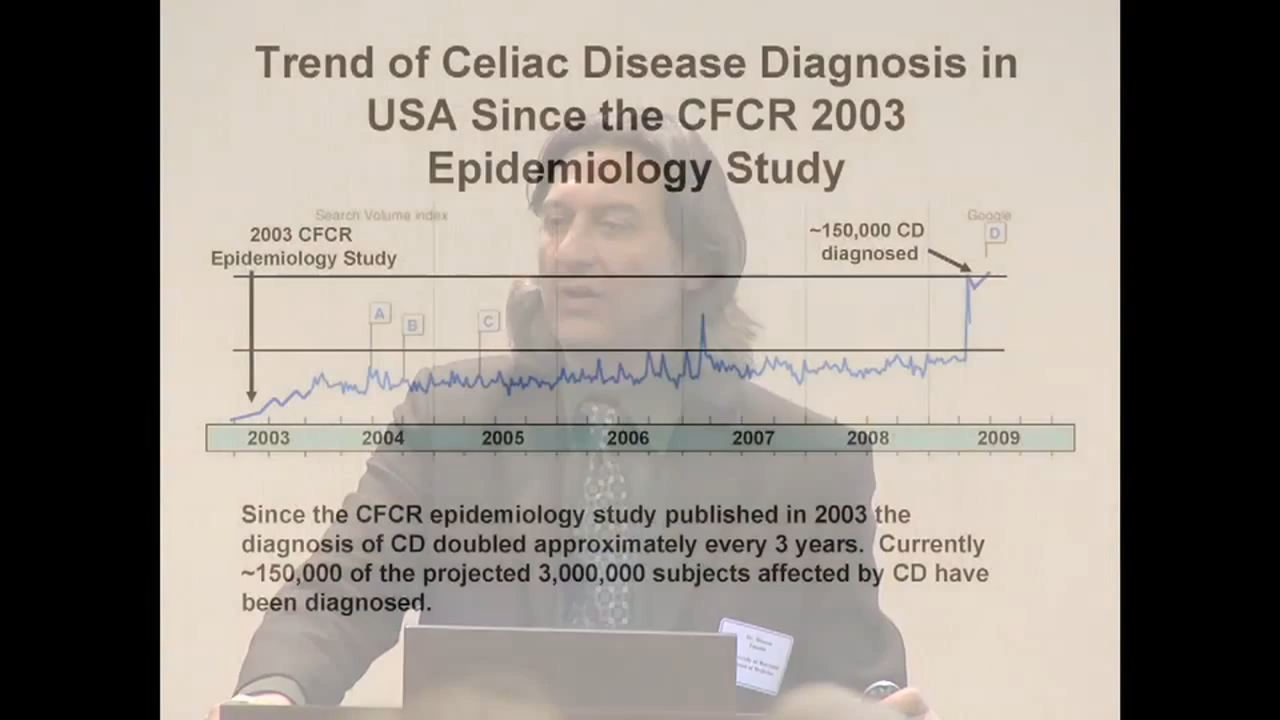 Trend of Celiac Disease Diagnosis in
USA Since the CFCR 2003
Epidemiology Study
Search Volume index
Google
2003 CFCR
Epidemiology Study
~150,000 CD
diagnosed
D
A
B
C
2003 2004 2005 2006 2007 2008 2009
Since the CFCR epidemiology study published in 2003 the
diagnosis of CD doubled approximately every 3 years. Currently
~150,000 of the projected 3,000,000 subjects affected by CD have
been diagnosed.